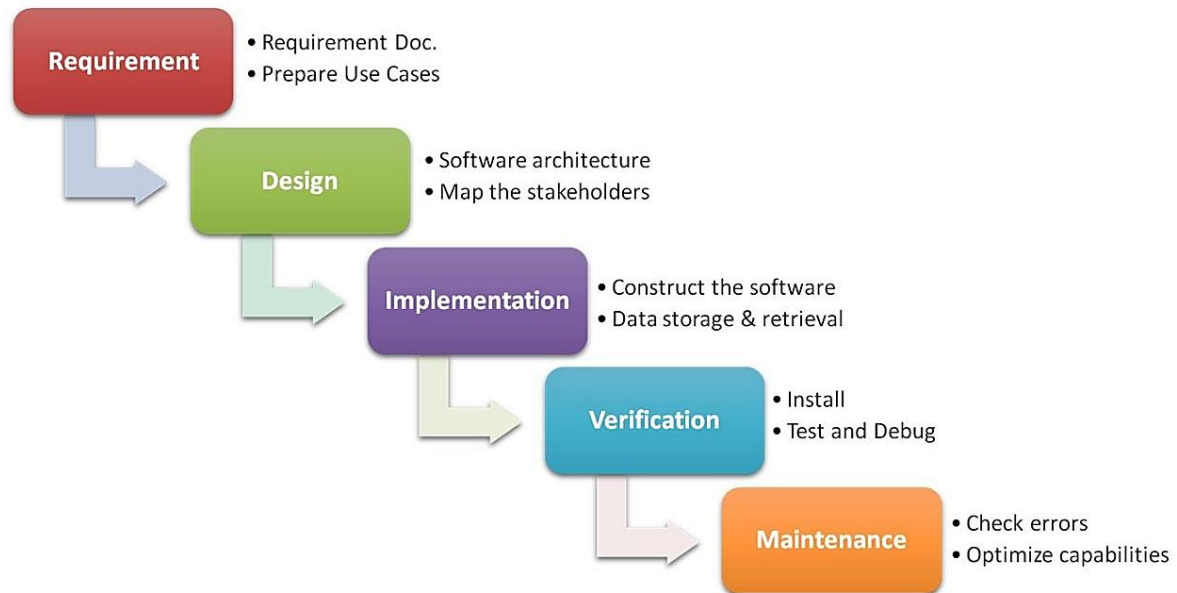 Requirement
• Requirement Doc.
• Prepare Use Cases
Design
• Software architecture
• Map the stakeholders
Implementation
• Construct the software
• Data storage & retrieval
Verification
• Install
• Test and Debug
Maintenance
• Check errors
• Optimize capabilities